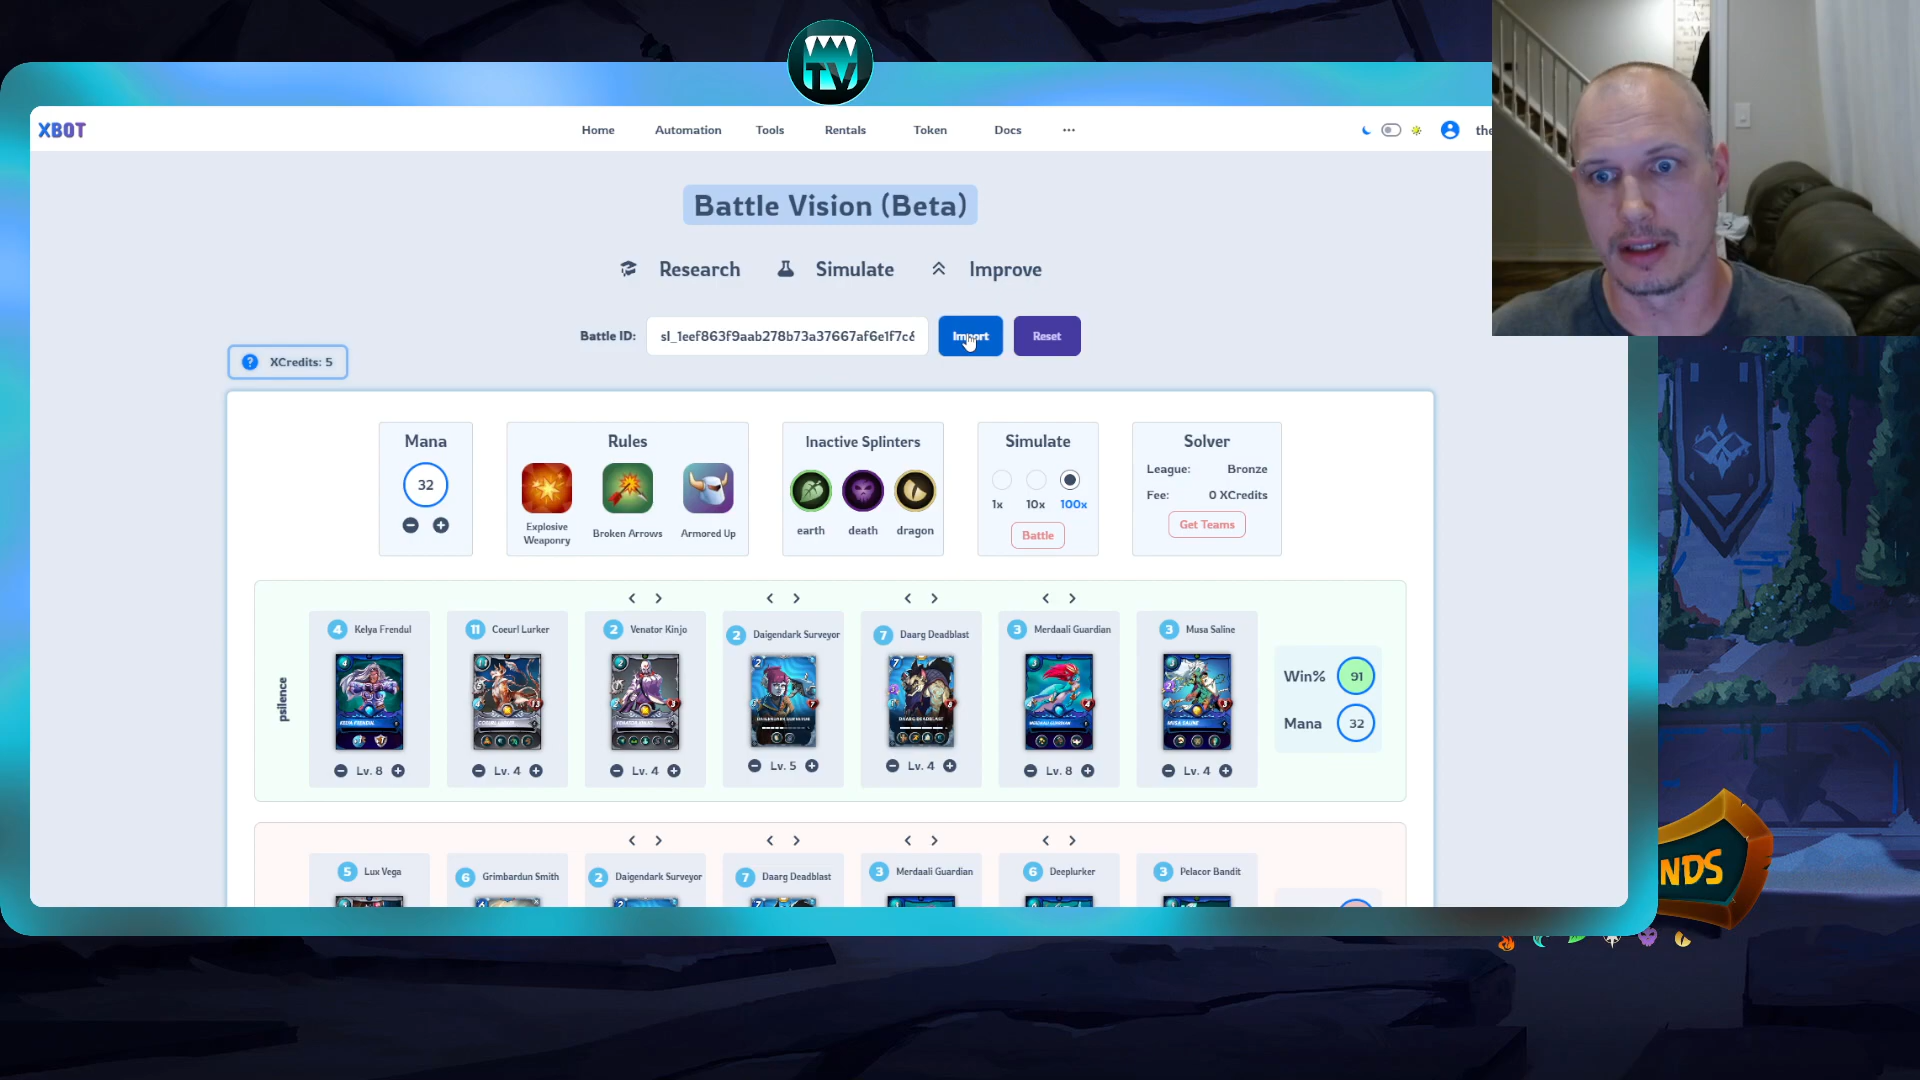 TV
XBOT
Home Automation Tools Rentals Token Docs ···
the
Battle Vision (Beta)
Research Simulate Improve
Battle ID: sl_1eef863f9aab278b73a37667af6e1f7c6 Import Reset
? XCredits: 5
Mana
32
Rules
Explosive Weaponry
Broken Arrows
Armored Up
Inactive Splinters
earth death dragon
Simulate
1x 10x 100x
Battle
Solver
League: Bronze
Fee: 0 XCredits
Get Teams
psilence
4 Kelya Frendul
11 Coeurl Lurker
2 Venator Kinjo
2 Daigendark Surveyor
7 Daarg Deadblast
3 Merdaali Guardian
3 Musa Saline
Lv. 8
Lv. 4
Lv. 4
Lv. 5
Lv. 4
Lv. 8
Lv. 4
Win% 91
Mana 32
5 Lux Vega
6 Grimbardun Smith
2 Daigendark Surveyor
7 Daarg Deadblast
3 Merdaali Guardian
6 Deeplurker
3 Pelacor Bandit
NDS